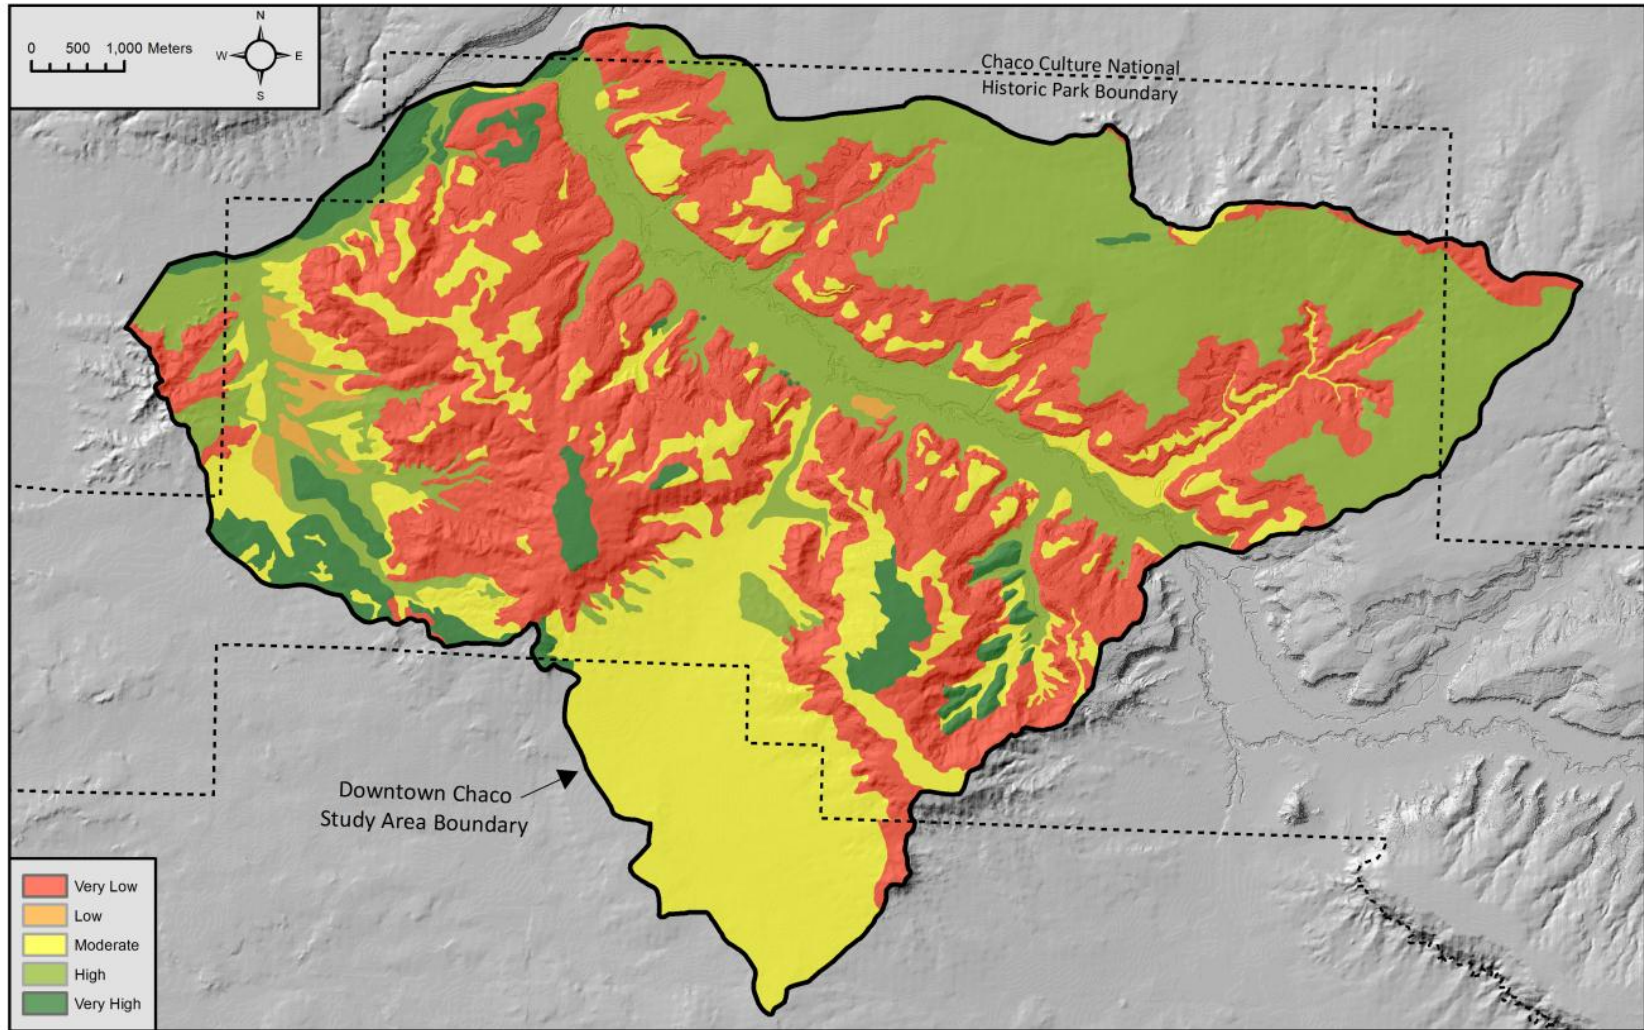 N
0 500 1,000 Meters
W E
S
Chaco Culture National
Historic Park Boundary
Downtown Chaco
Study Area Boundary
Very Low
Low
Moderate
High
Very High